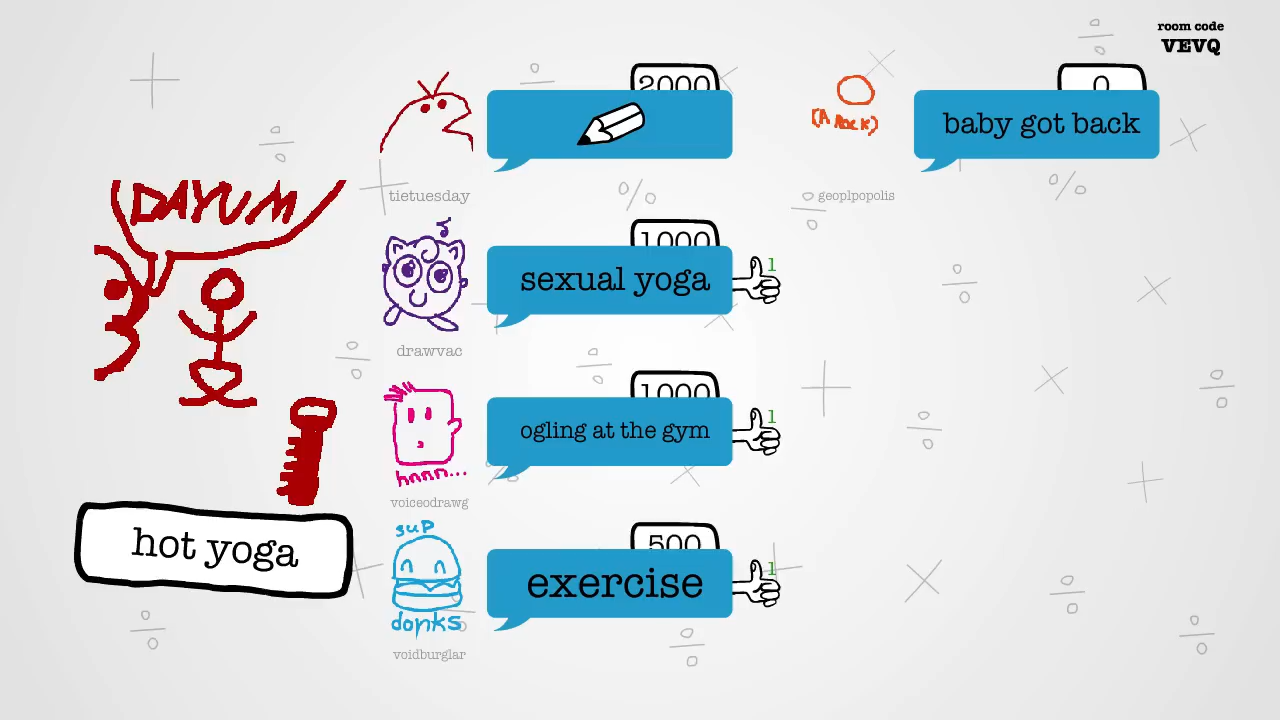 room code
VEVQ
2000
tietuesday
(A Rock)
0
baby got back
geoplpopolis
DAYUM
1000
sexual yoga
1
drawvac
1000
ogling at the gym
1
hnnn...
voiceodrawg
hot yoga
sup
donks
500
exercise
1
voidburglar